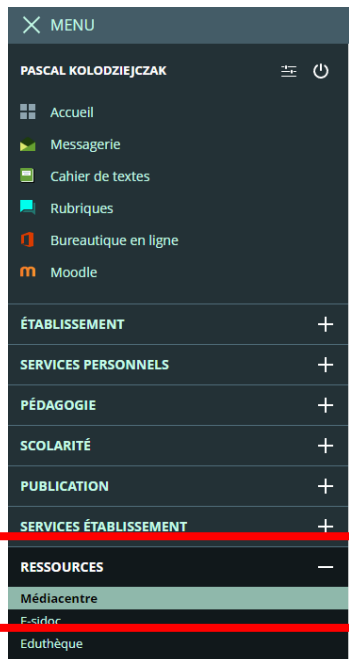 MENU
PASCAL KOLODZIEJCZAK
Accueil
Messagerie
Cahier de textes
Rubriques
Bureautique en ligne
Moodle
ÉTABLISSEMENT
SERVICES PERSONNELS
PÉDAGOGIE
SCOLARITÉ
PUBLICATION
SERVICES ÉTABLISSEMENT
RESSOURCES
Médiacentre
E-sidoc
Eduthèque